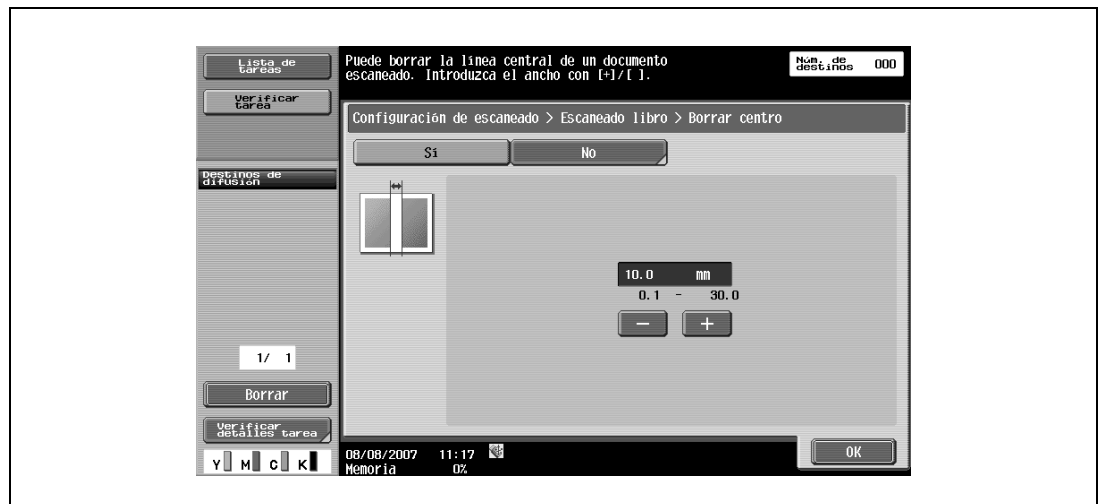 Lista de
tareas
Verificar
tarea
Destinos de
difusión
1/ 1
Borrar
Verificar
detalles tarea
Y M C K
Puede borrar la línea central de un documento
escaneado. Introduzca el ancho con [+]/[ ].
Núm. de
destinos 000
Configuración de escaneado > Escaneado libro > Borrar centro
Sí No
10.0 mm
0.1 - 30.0
− +
08/08/2007 11:17
Memoria 0%
OK